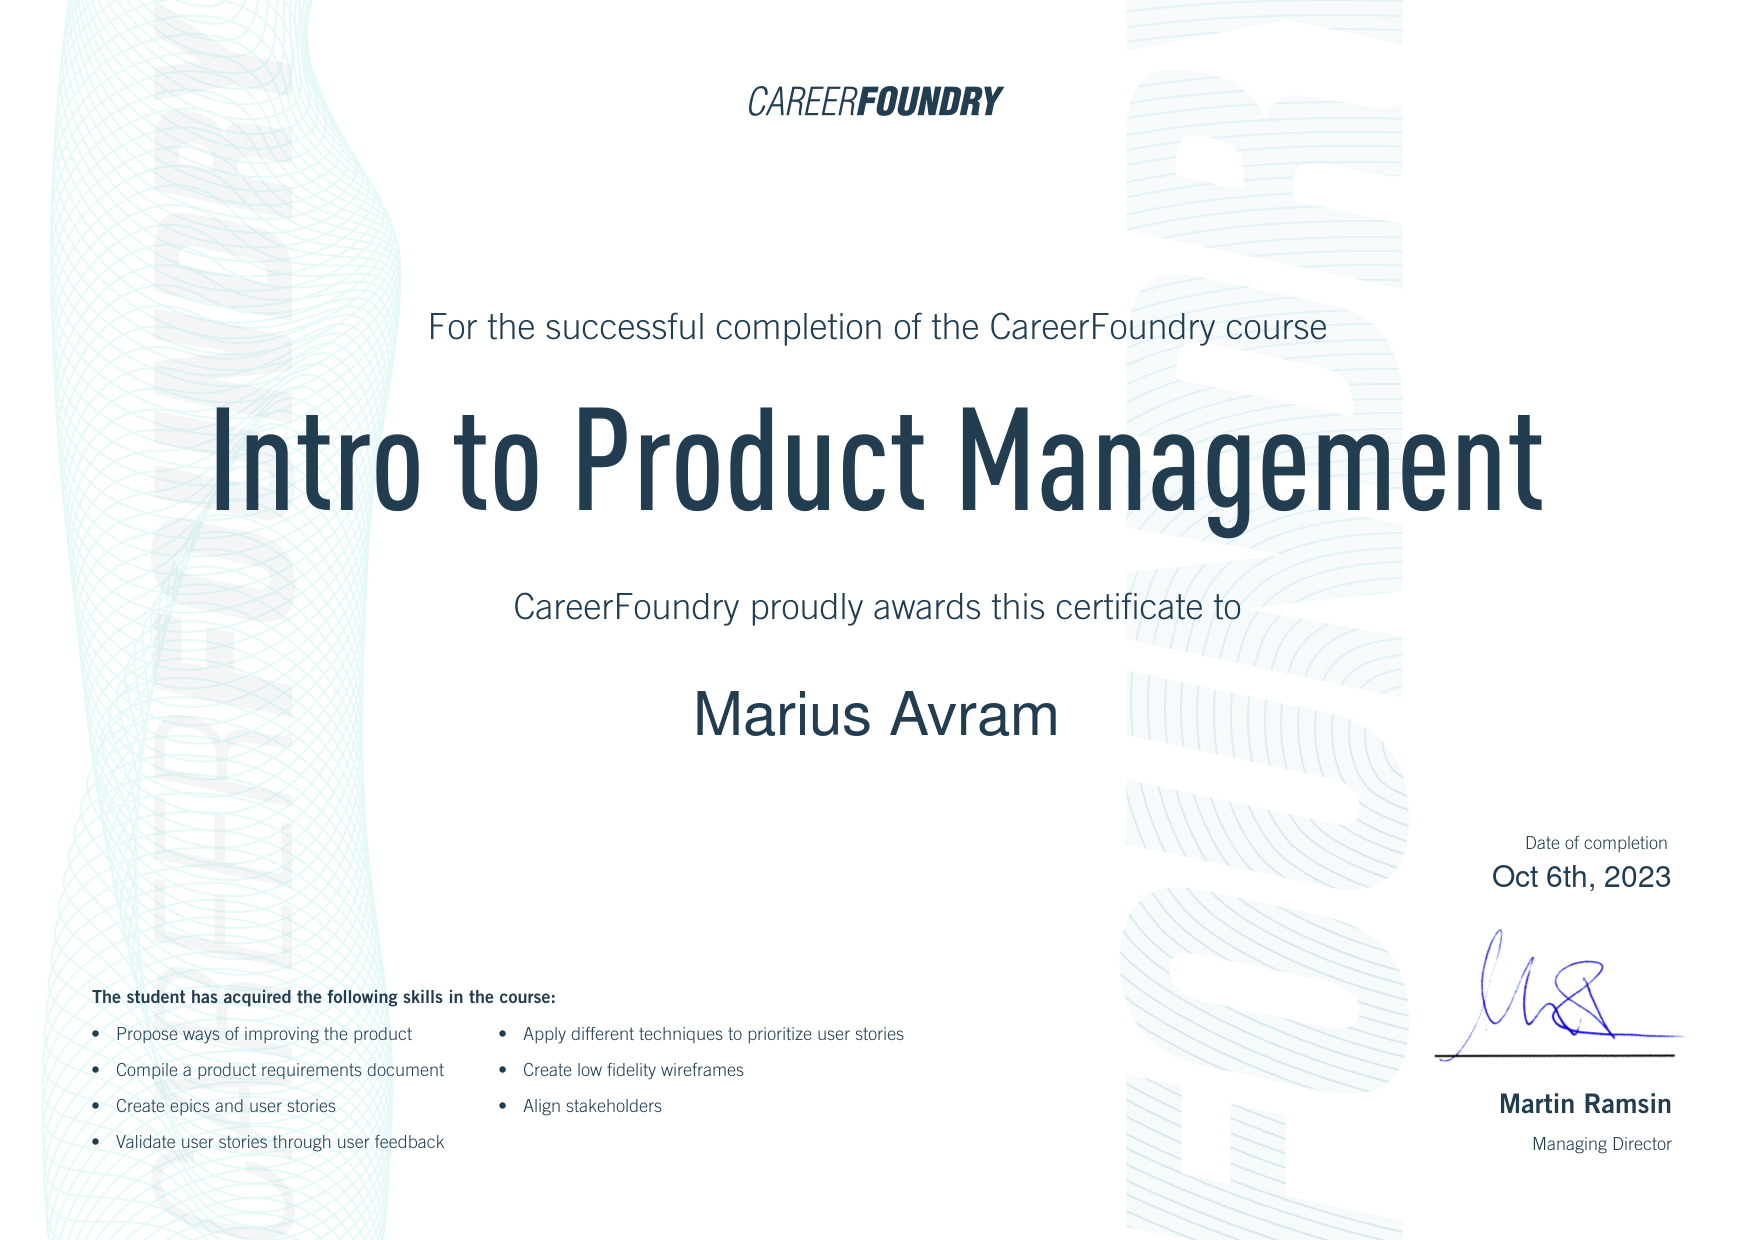 CAREERFOUNDRY
For the successful completion of the CareerFoundry course
Intro to Product Management
CareerFoundry proudly awards this certificate to
Marius Avram
Date of completion
Oct 6th, 2023
The student has acquired the following skills in the course:
• Propose ways of improving the product
• Compile a product requirements document
• Create epics and user stories
• Validate user stories through user feedback
• Apply different techniques to prioritize user stories
• Create low fidelity wireframes
• Align stakeholders
Martin Ramsin
Managing Director
CAREERFOUNDRY
FOUNDRY